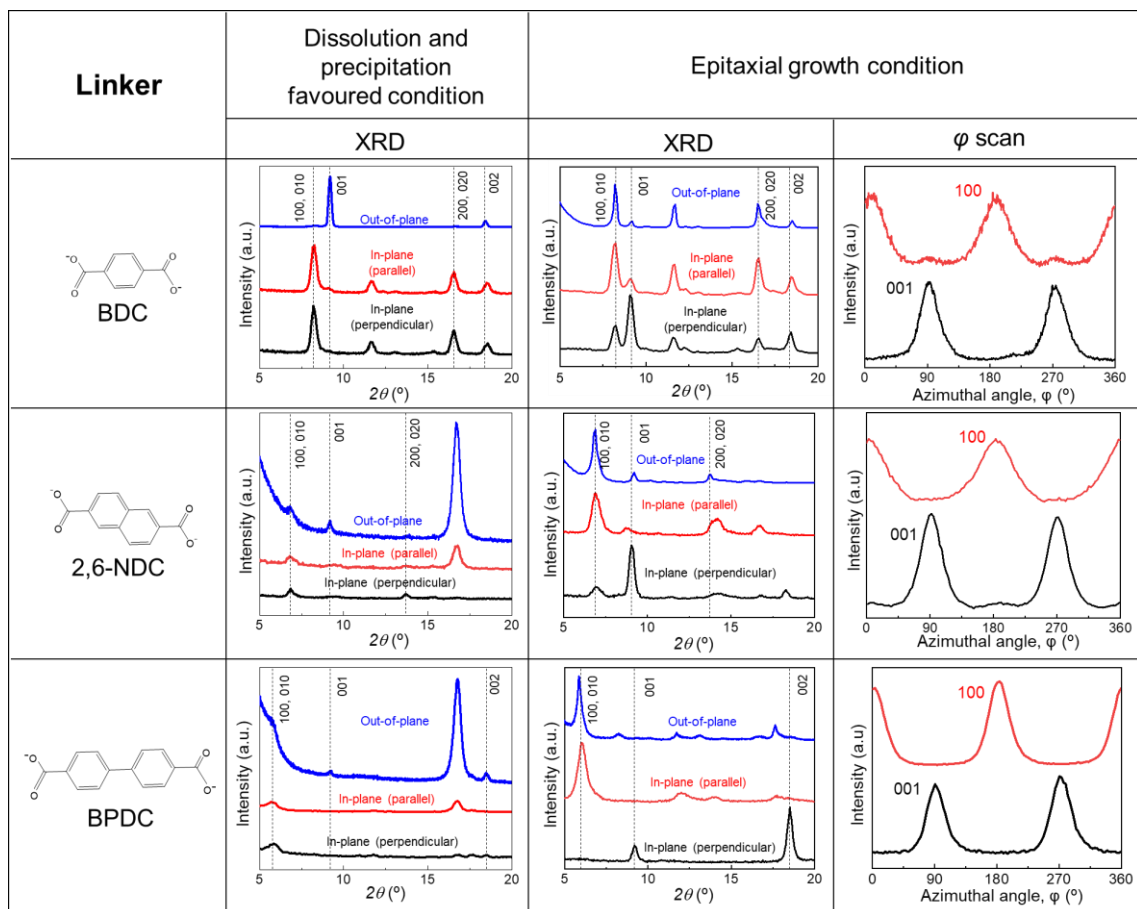 Linker
Dissolution and
precipitation
favoured condition
Epitaxial growth condition
XRD
XRD
φ scan
O-
O
O
O-
BDC
Intensity (a.u.)
100, 010
001
200, 020
002
Out-of-plane
In-plane
(parallel)
In-plane
(perpendicular)
5
10
15
20
2θ (º)
Intensity (a.u.)
100, 010
001
200, 020
002
Out-of-plane
In-plane
(parallel)
In-plane
(perpendicular)
5
10
15
20
2θ (º)
Intensity (a.u)
100
001
0
90
180
270
360
Azimuthal angle, φ (º)
O-
O
O
O-
2,6-NDC
Intensity (a.u.)
100, 010
001
200, 020
Out-of-plane
In-plane (parallel)
In-plane (perpendicular)
5
10
15
20
2θ (º)
Intensity (a.u.)
100, 010
001
200, 020
Out-of-plane
In-plane (parallel)
In-plane (perpendicular)
5
10
15
20
2θ (º)
Intensity (a.u)
100
001
0
90
180
270
360
Azimuthal angle, φ (º)
O-
O
O
O-
BPDC
Intensity (a.u.)
100, 010
001
002
Out-of-plane
In-plane (parallel)
In-plane (perpendicular)
5
10
15
20
2θ (º)
Intensity (a.u.)
100, 010
001
002
Out-of-plane
In-plane (parallel)
In-plane (perpendicular)
5
10
15
20
2θ (º)
Intensity (a.u)
100
001
0
90
180
270
360
Azimuthal angle, φ (º)